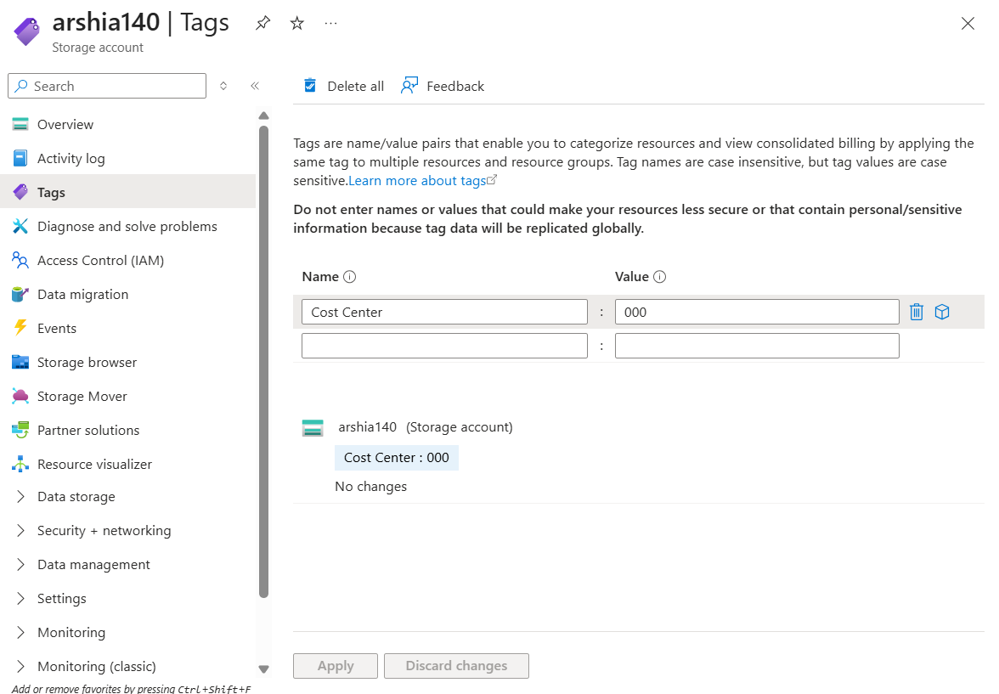 arshia140 | Tags
Storage account
Search
Delete all
Feedback
Overview
Activity log
Tags
Diagnose and solve problems
Access Control (IAM)
Data migration
Events
Storage browser
Storage Mover
Partner solutions
Resource visualizer
Data storage
Security + networking
Data management
Settings
Monitoring
Monitoring (classic)
Add or remove favorites by pressing Ctrl+Shift+F
Tags are name/value pairs that enable you to categorize resources and view consolidated billing by applying the
same tag to multiple resources and resource groups. Tag names are case insensitive, but tag values are case
sensitive.Learn more about tags
Do not enter names or values that could make your resources less secure or that contain personal/sensitive
information because tag data will be replicated globally.
Name Value
Cost Center : 000
:
arshia140 (Storage account)
Cost Center : 000
No changes
Apply Discard changes